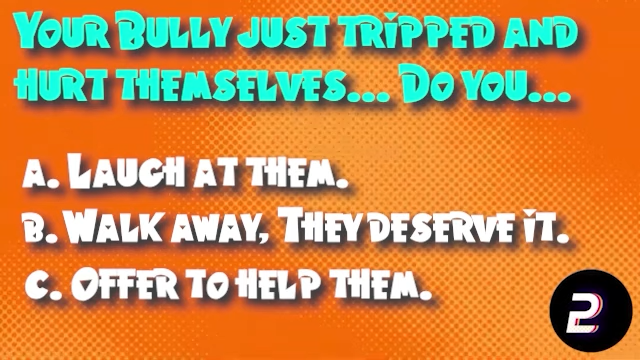 Your Bully just tripped and
hurt themselves... Do you...
A. Laugh at them.
B. Walk away, They deserve it.
C. Offer to help them.
2